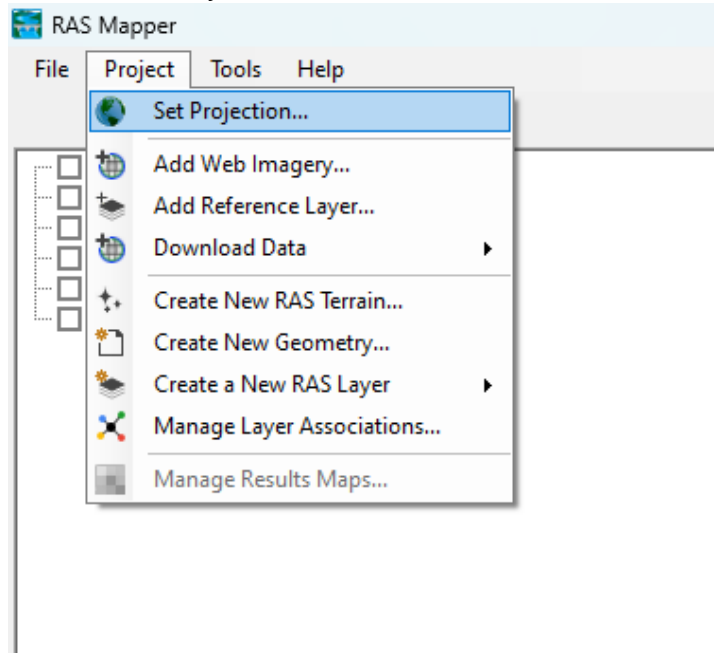 RAS Mapper
File Project Tools Help
Set Projection...
Add Web Imagery...
Add Reference Layer...
Download Data
Create New RAS Terrain...
Create New Geometry...
Create a New RAS Layer
Manage Layer Associations...
Manage Results Maps...